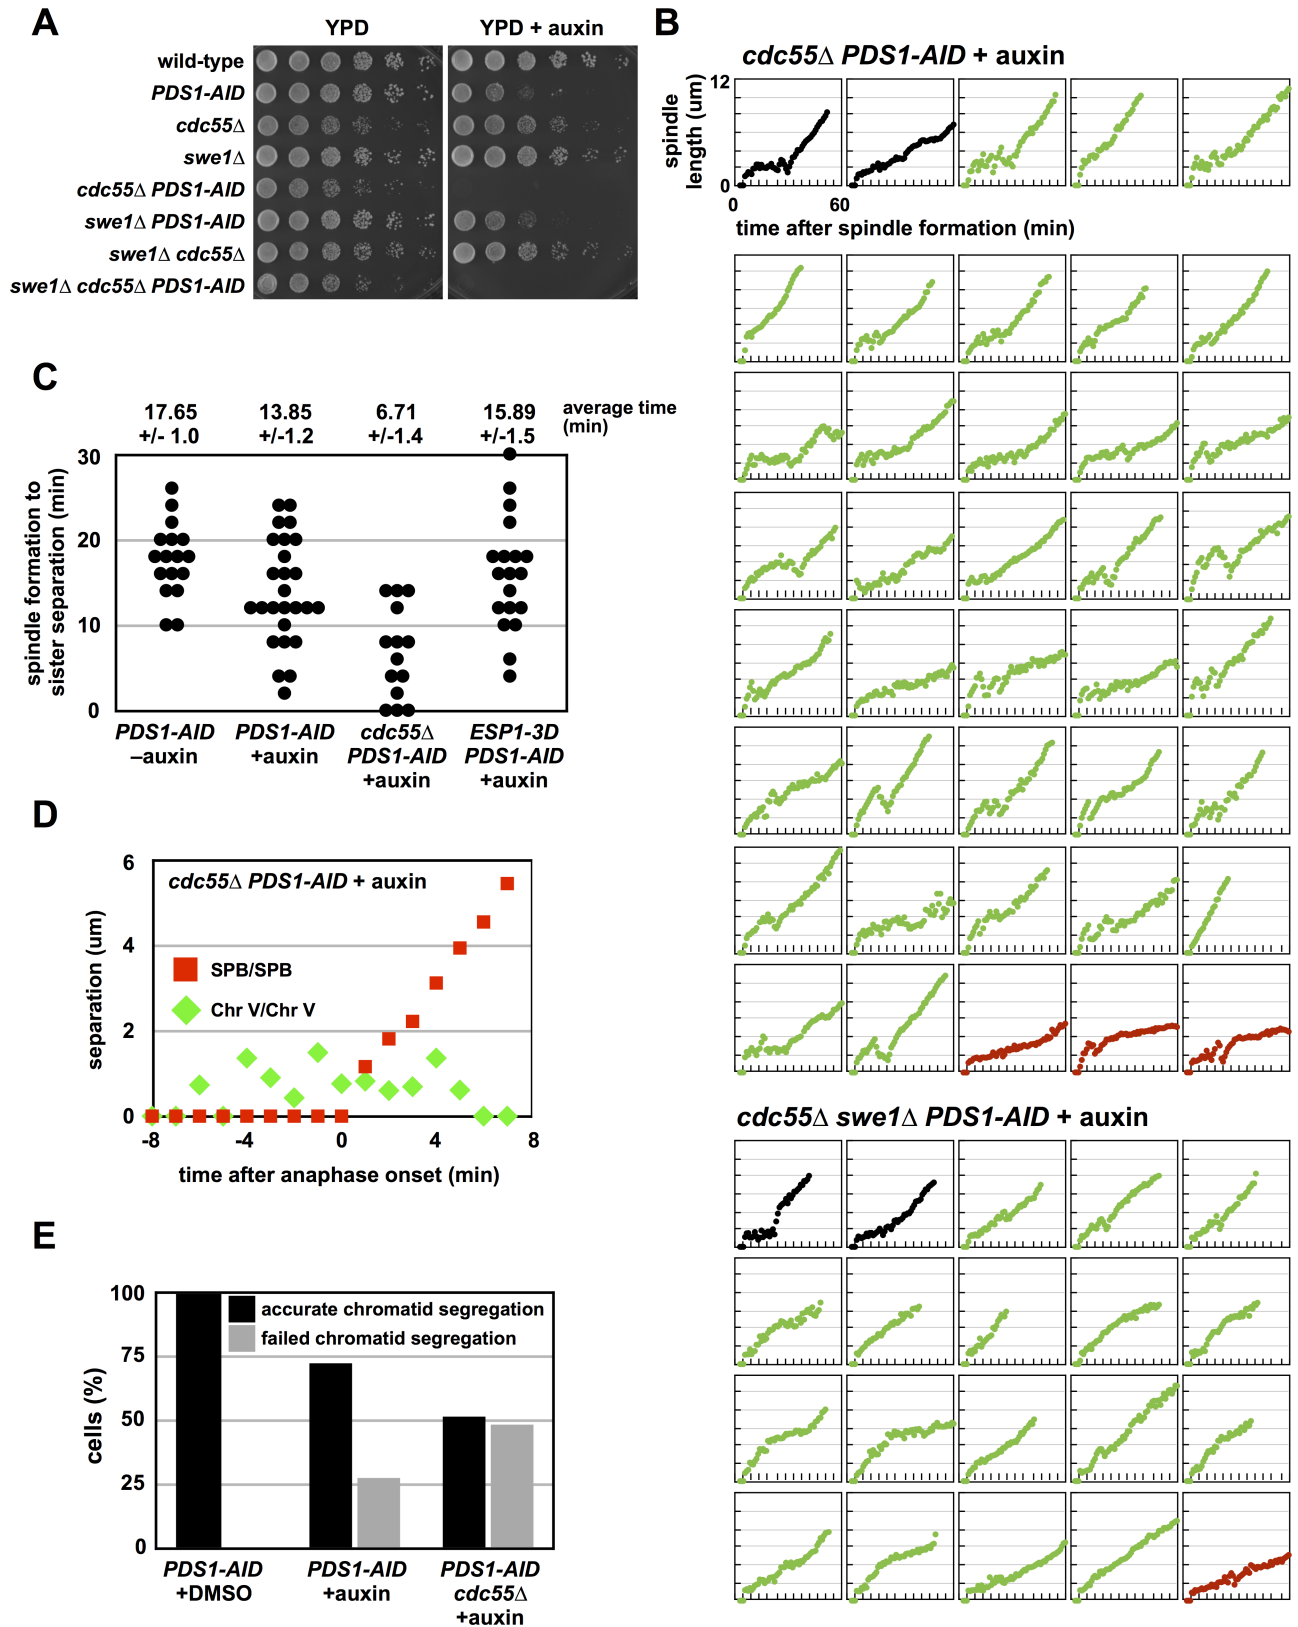 A
YPD
YPD + auxin
wild-type
PDS1-AID
cdc55Δ
swe1Δ
cdc55Δ PDS1-AID
swe1Δ PDS1-AID
swe1Δ cdc55Δ
swe1Δ cdc55Δ PDS1-AID
B
cdc55Δ PDS1-AID + auxin
spindle
length (um)
12
0
0
60
time after spindle formation (min)
cdc55Δ swe1Δ PDS1-AID + auxin
C
17.65
+/- 1.0
13.85
+/-1.2
6.71
+/-1.4
15.89
+/-1.5
average time
(min)
spindle formation to
sister separation (min)
30
20
10
0
PDS1-AID
–auxin
PDS1-AID
+auxin
cdc55Δ
PDS1-AID
+auxin
ESP1-3D
PDS1-AID
+auxin
D
cdc55Δ PDS1-AID + auxin
SPB/SPB
Chr V/Chr V
separation (um)
6
4
2
0
-8
-4
0
4
8
time after anaphase onset (min)
E
accurate chromatid segregation
failed chromatid segregation
cells (%)
100
75
50
25
0
PDS1-AID
+DMSO
PDS1-AID
+auxin
PDS1-AID
cdc55Δ
+auxin